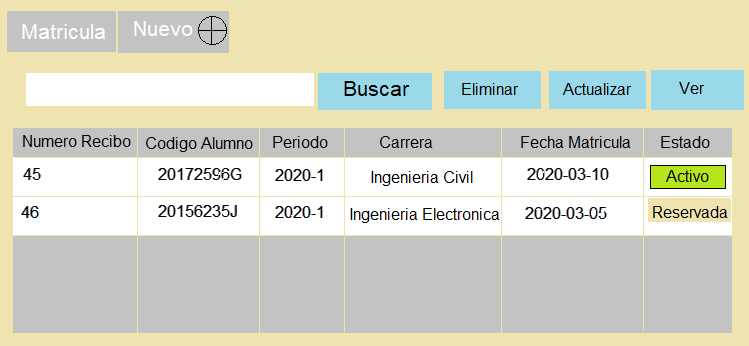 Matricula Nuevo
Buscar Eliminar Actualizar Ver
Numero Recibo Codigo Alumno Periodo Carrera Fecha Matricula Estado
45 20172596G 2020-1 Ingenieria Civil 2020-03-10 Activo
46 20156235J 2020-1 Ingenieria Electronica 2020-03-05 Reservada